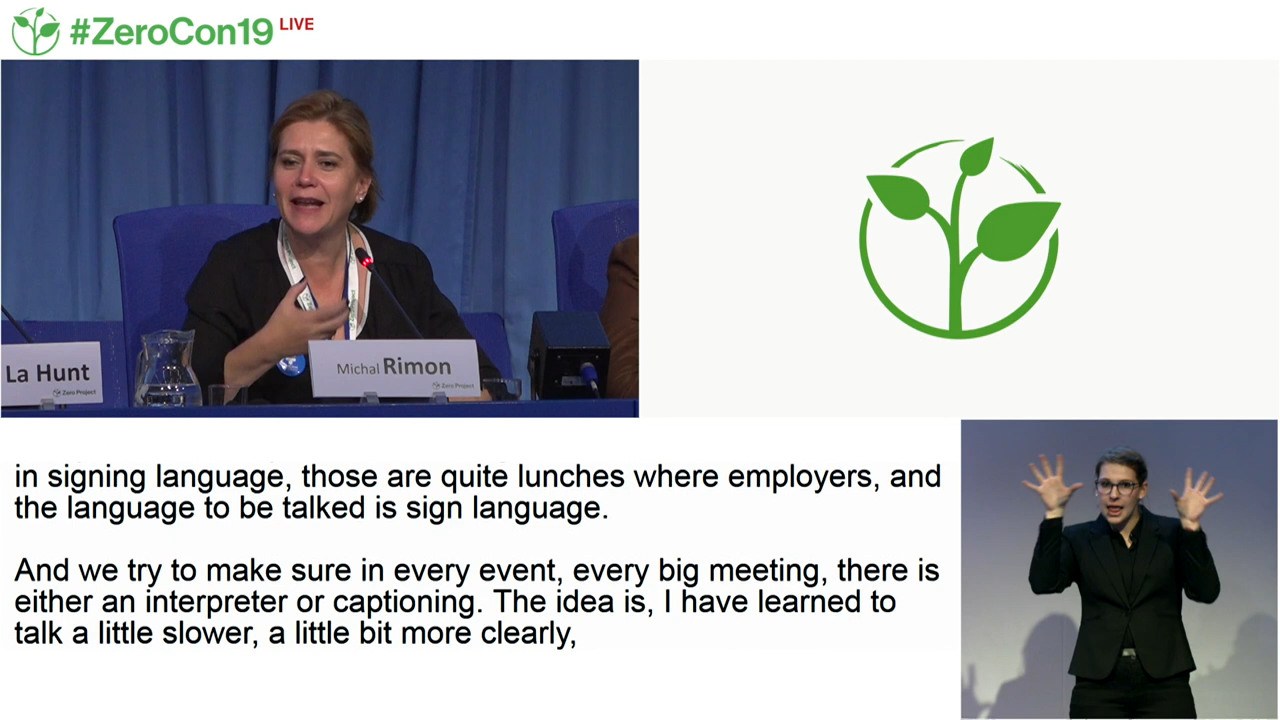 #ZeroCon19 LIVE
La Hunt
Zero Project
Michal Rimon
Zero Project
in signing language, those are quite lunches where employers, and
the language to be talked is sign language.
And we try to make sure in every event, every big meeting, there is
either an interpreter or captioning. The idea is, I have learned to
talk a little slower, a little bit more clearly,